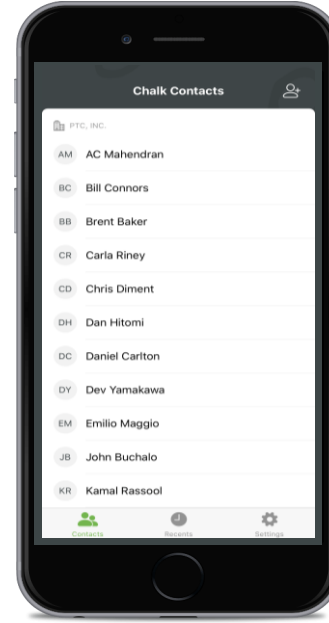 Chalk Contacts
PTC, INC.
AM AC Mahendran
BC Bill Connors
BB Brent Baker
CR Carla Riney
CD Chris Diment
DH Dan Hitomi
DC Daniel Carlton
DY Dev Yamakawa
EM Emilio Maggio
JB John Buchalo
KR Kamal Rassool
Contacts Recents Settings